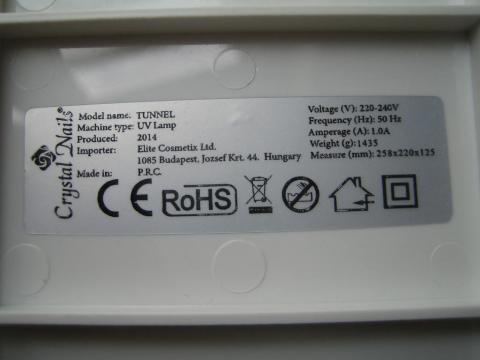 Crystal Nails®
Model name: TUNNEL
Machine type: UV Lamp
Produced: 2014
Importer: Elite Cosmetix Ltd.
1085 Budapest, Jozsef Krt. 44. Hungary
Made in: P.R.C.
Voltage (V): 220-240V
Frequency (Hz): 50 Hz
Amperage (A): 1.0A
Weight (g): 1435
Measure (mm): 258x220x125
CE RoHS